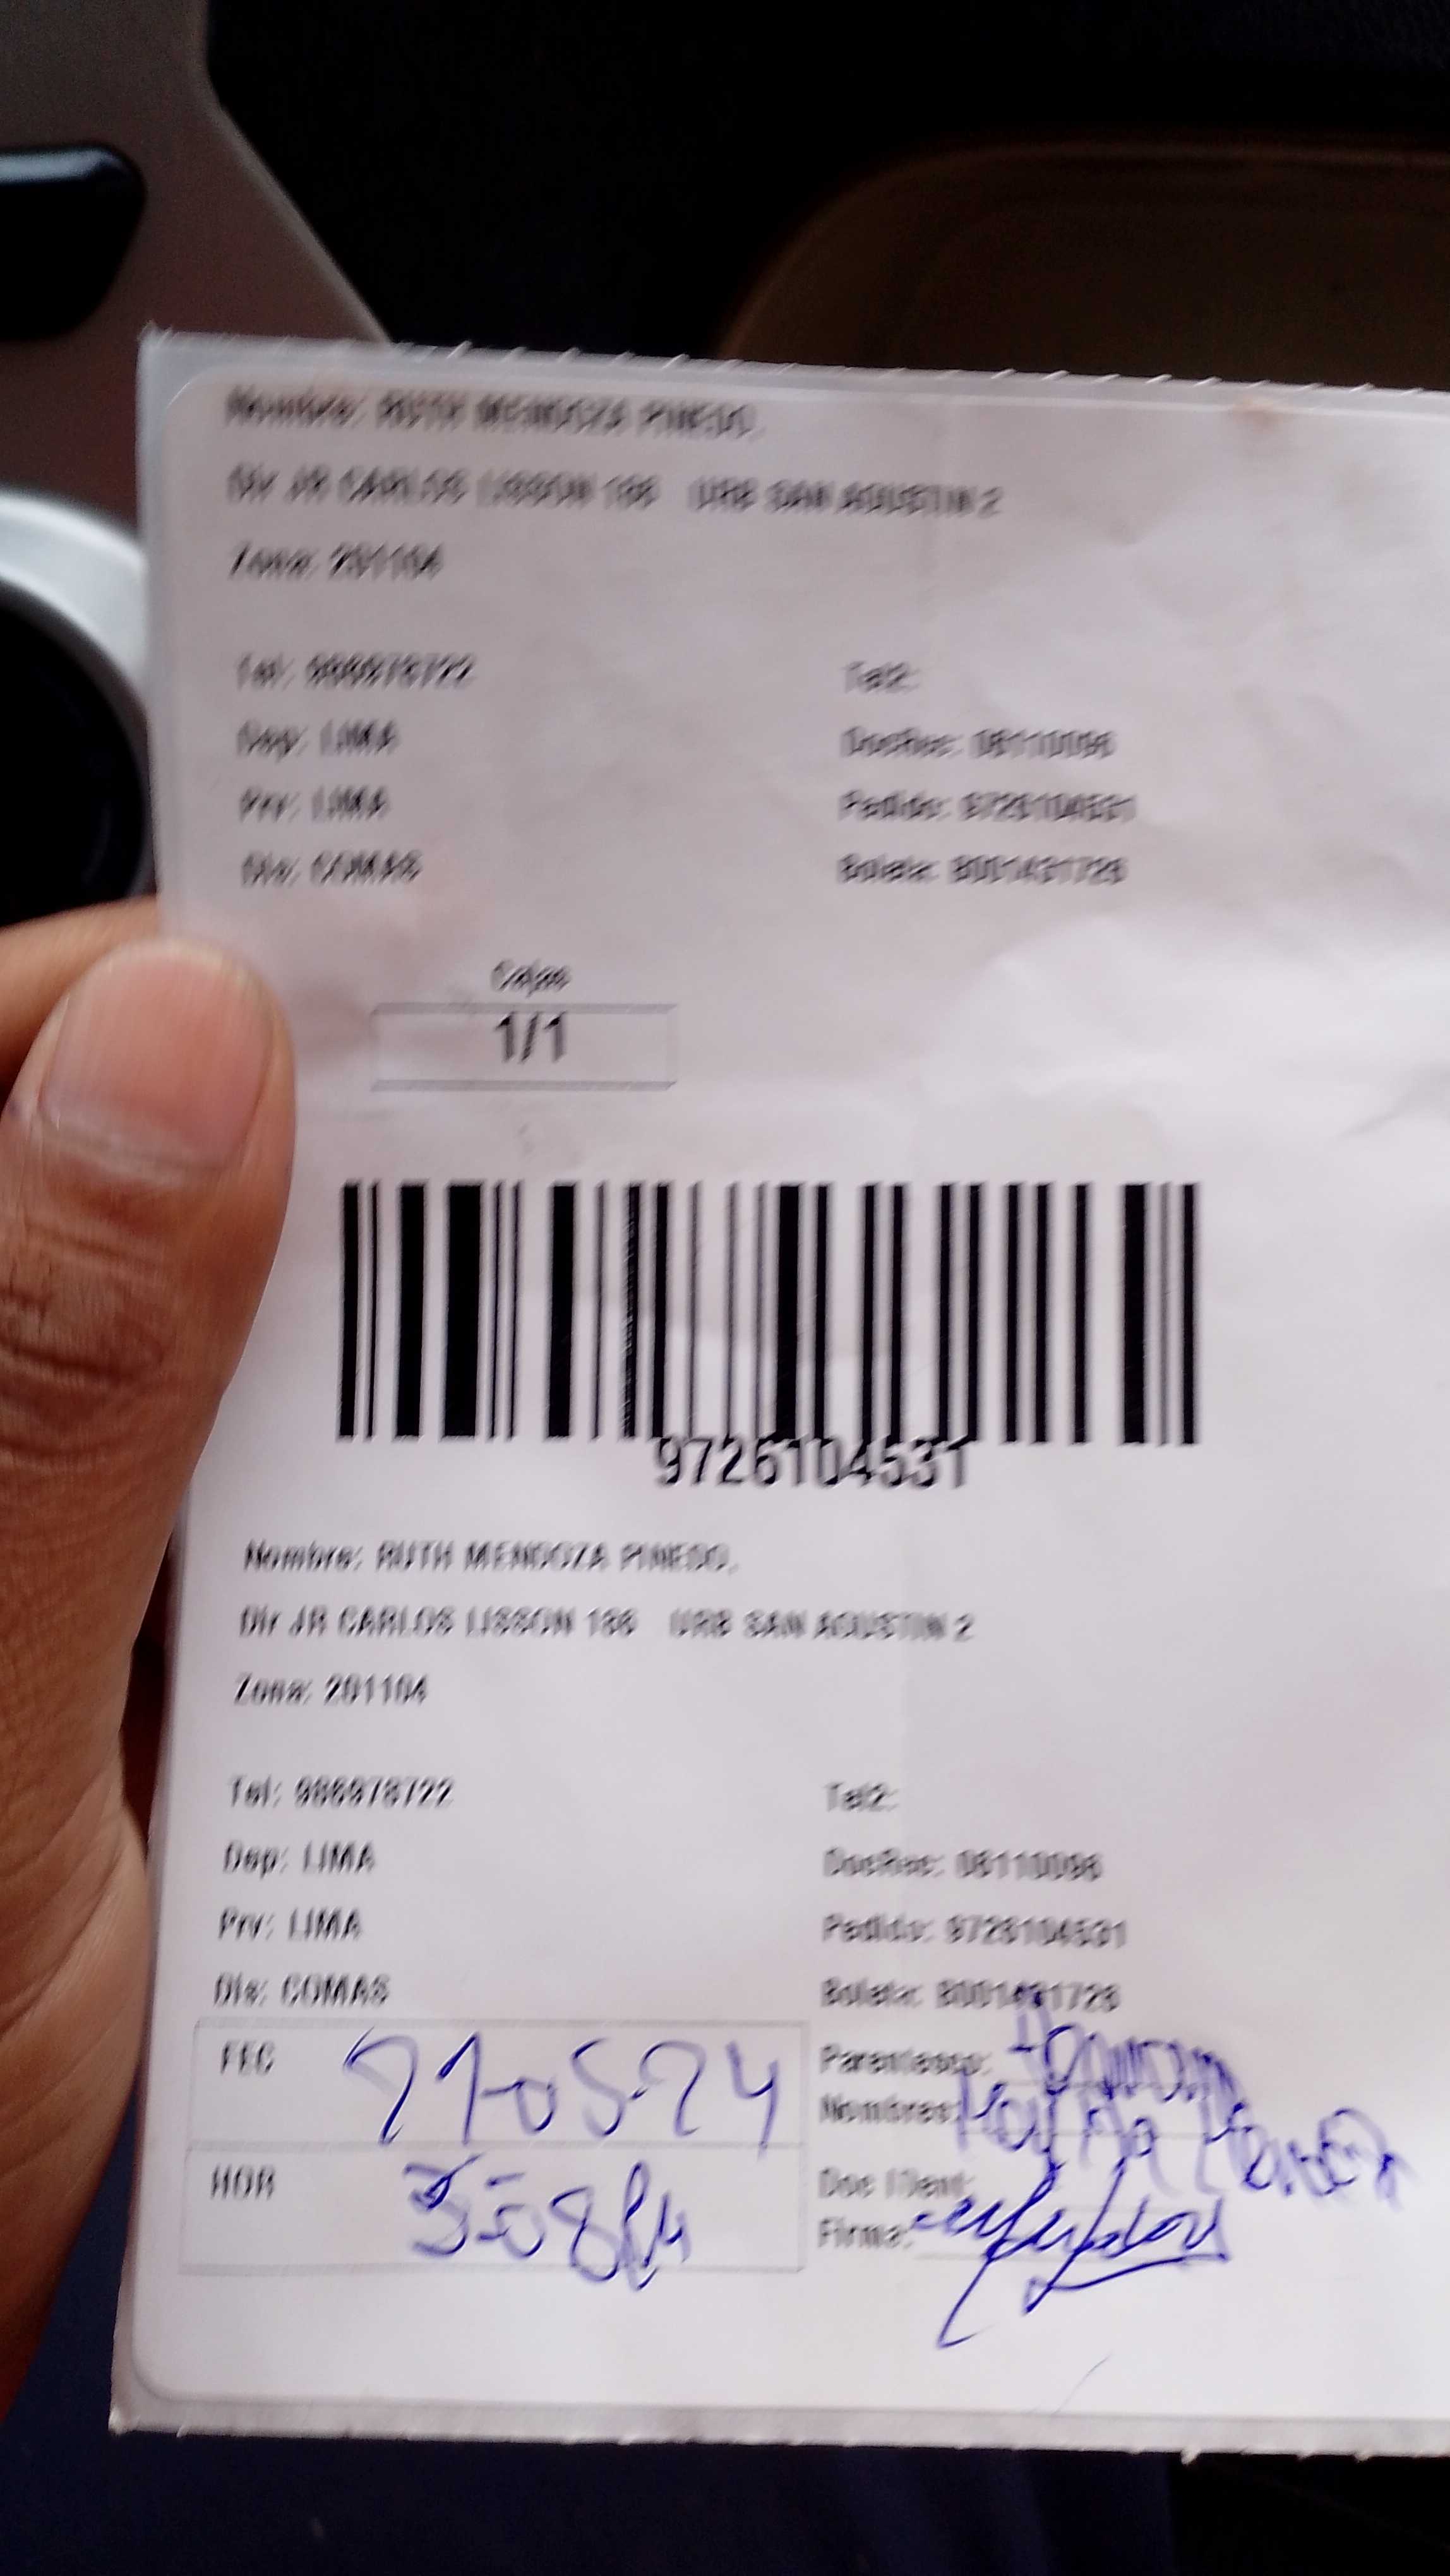 Nombre: RUTH MENDOZA PINEDO,
Dir JR CARLOS LISSON 186 URB SAN AGUSTIN 2
Zona: 201104
Tel: 986978722
Tel2:
Dep: LIMA
DocRec: 08110096
Prv: LIMA
Pedido: 9726104531
Dis: COMAS
Boleta:
Cajas
1/1
9726104531
Nombre: RUTH MENDOZA PINEDO,
Dir JR CARLOS LISSON 186 URB SAN AGUSTIN 2
Zona: 201104
Tel: 986978722
Tel2:
Dep: LIMA
DocRec: 08110096
Prv: LIMA
Pedido: 9726104531
Dis: COMAS
Boleta:
FEC 21-05-24
Parentesco:
Nombres:
HOR
Doc Ident:
Firma: